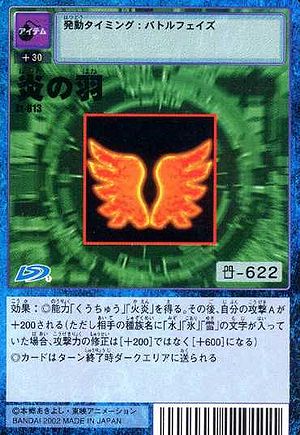 発動タイミング：バトルフェイズ
アイテム
+30
炎の羽
St-813
-622
効果：◎能力「くうちゅう」「火炎」を得る。その後、自分の攻撃Aが
+200される(ただし相手の種族名に「水」「氷」「雪」の文字が入って
いた場合、攻撃力の修正は[+200]ではなく[+600]になる)
◎カードはターン終了時ダークエリアに送られる
©本郷あきよし・東映アニメーション
BANDAI 2002 MADE IN JAPAN